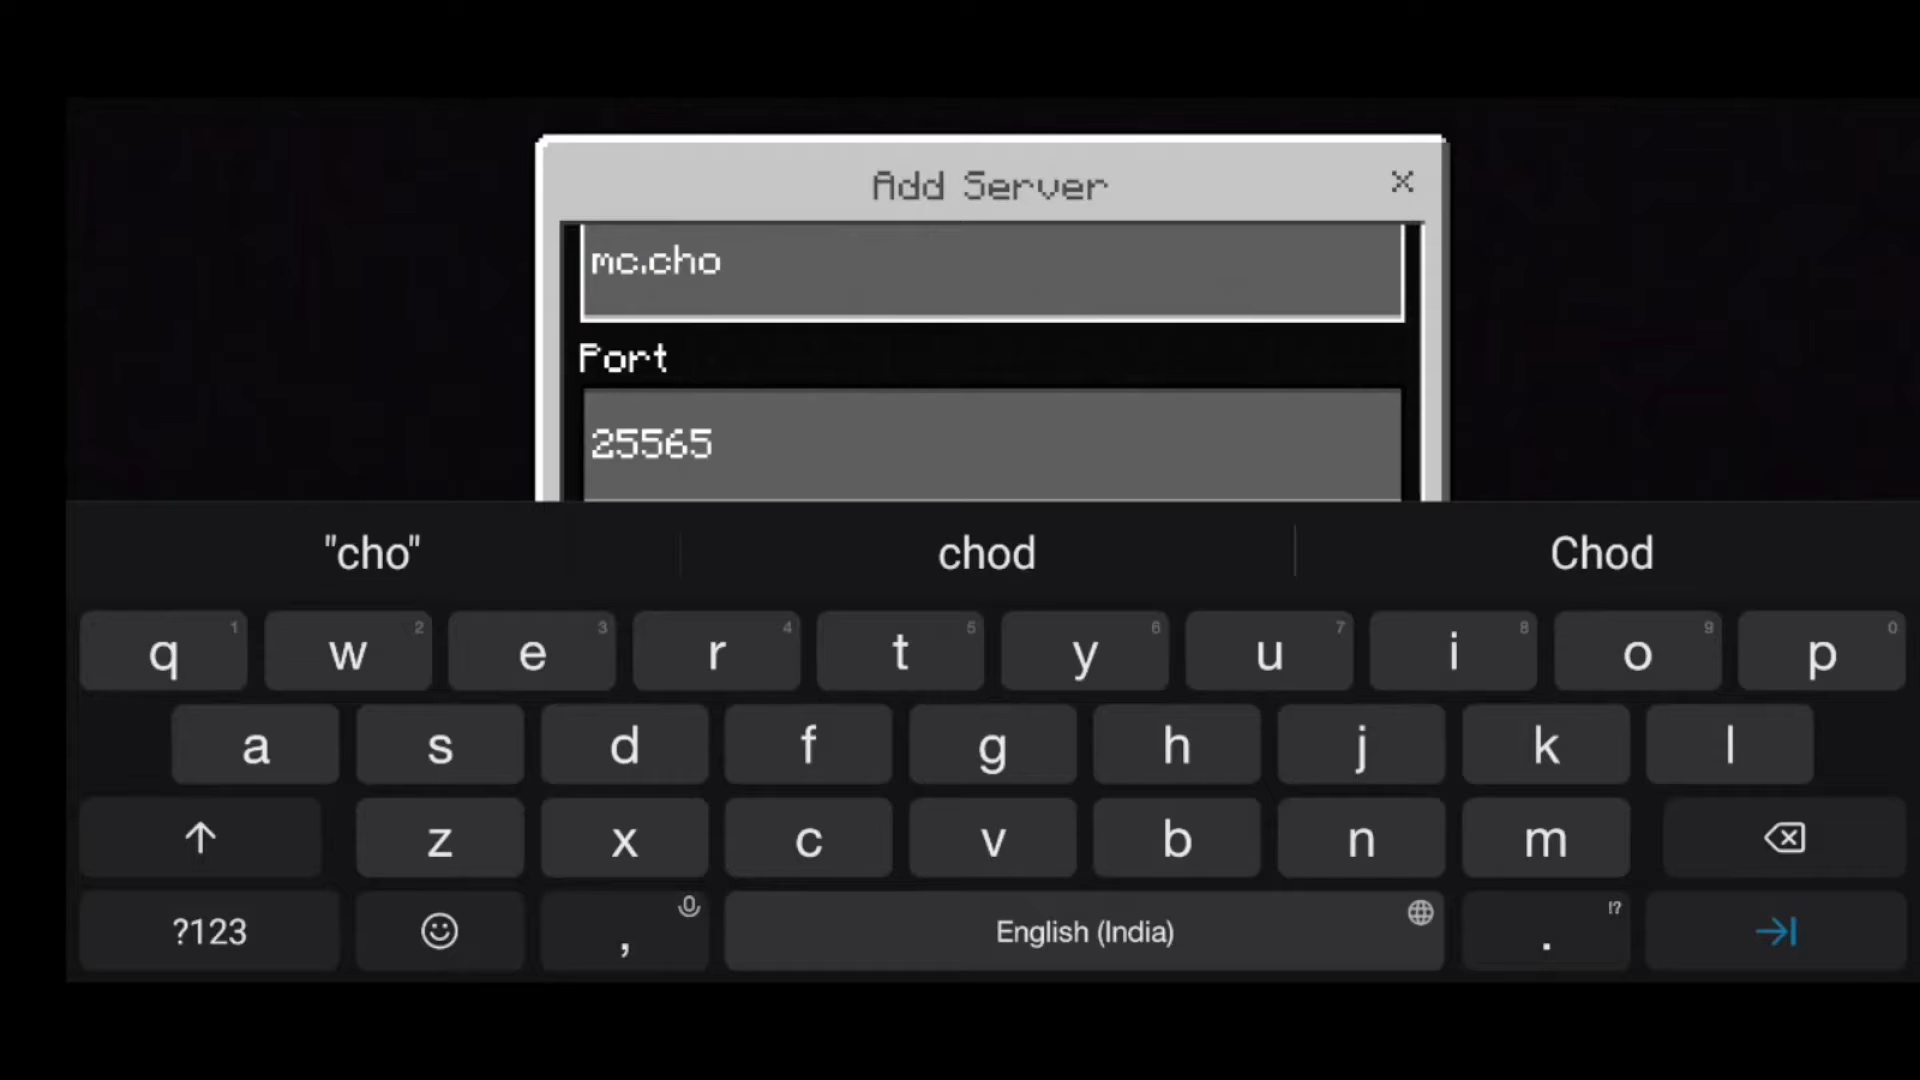 Add Server
mc.cho
Port
25565
"cho" chod Chod
q 1 w 2 e 3 r 4 t 5 y 6 u 7 i 8 o 9 p 0
a s d f g h j k l
z x c v b n m
?123 , English (India) . !?